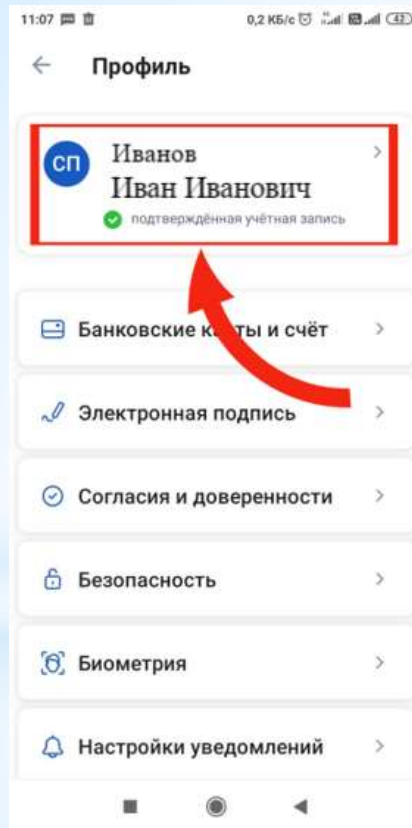 11:07 0,2 КБ/с 42
Профиль
СП
Иванов
Иван Иванович
подтверждённая учётная запись
Банковские карты и счёт
Электронная подпись
Согласия и доверенности
Безопасность
Биометрия
Настройки уведомлений